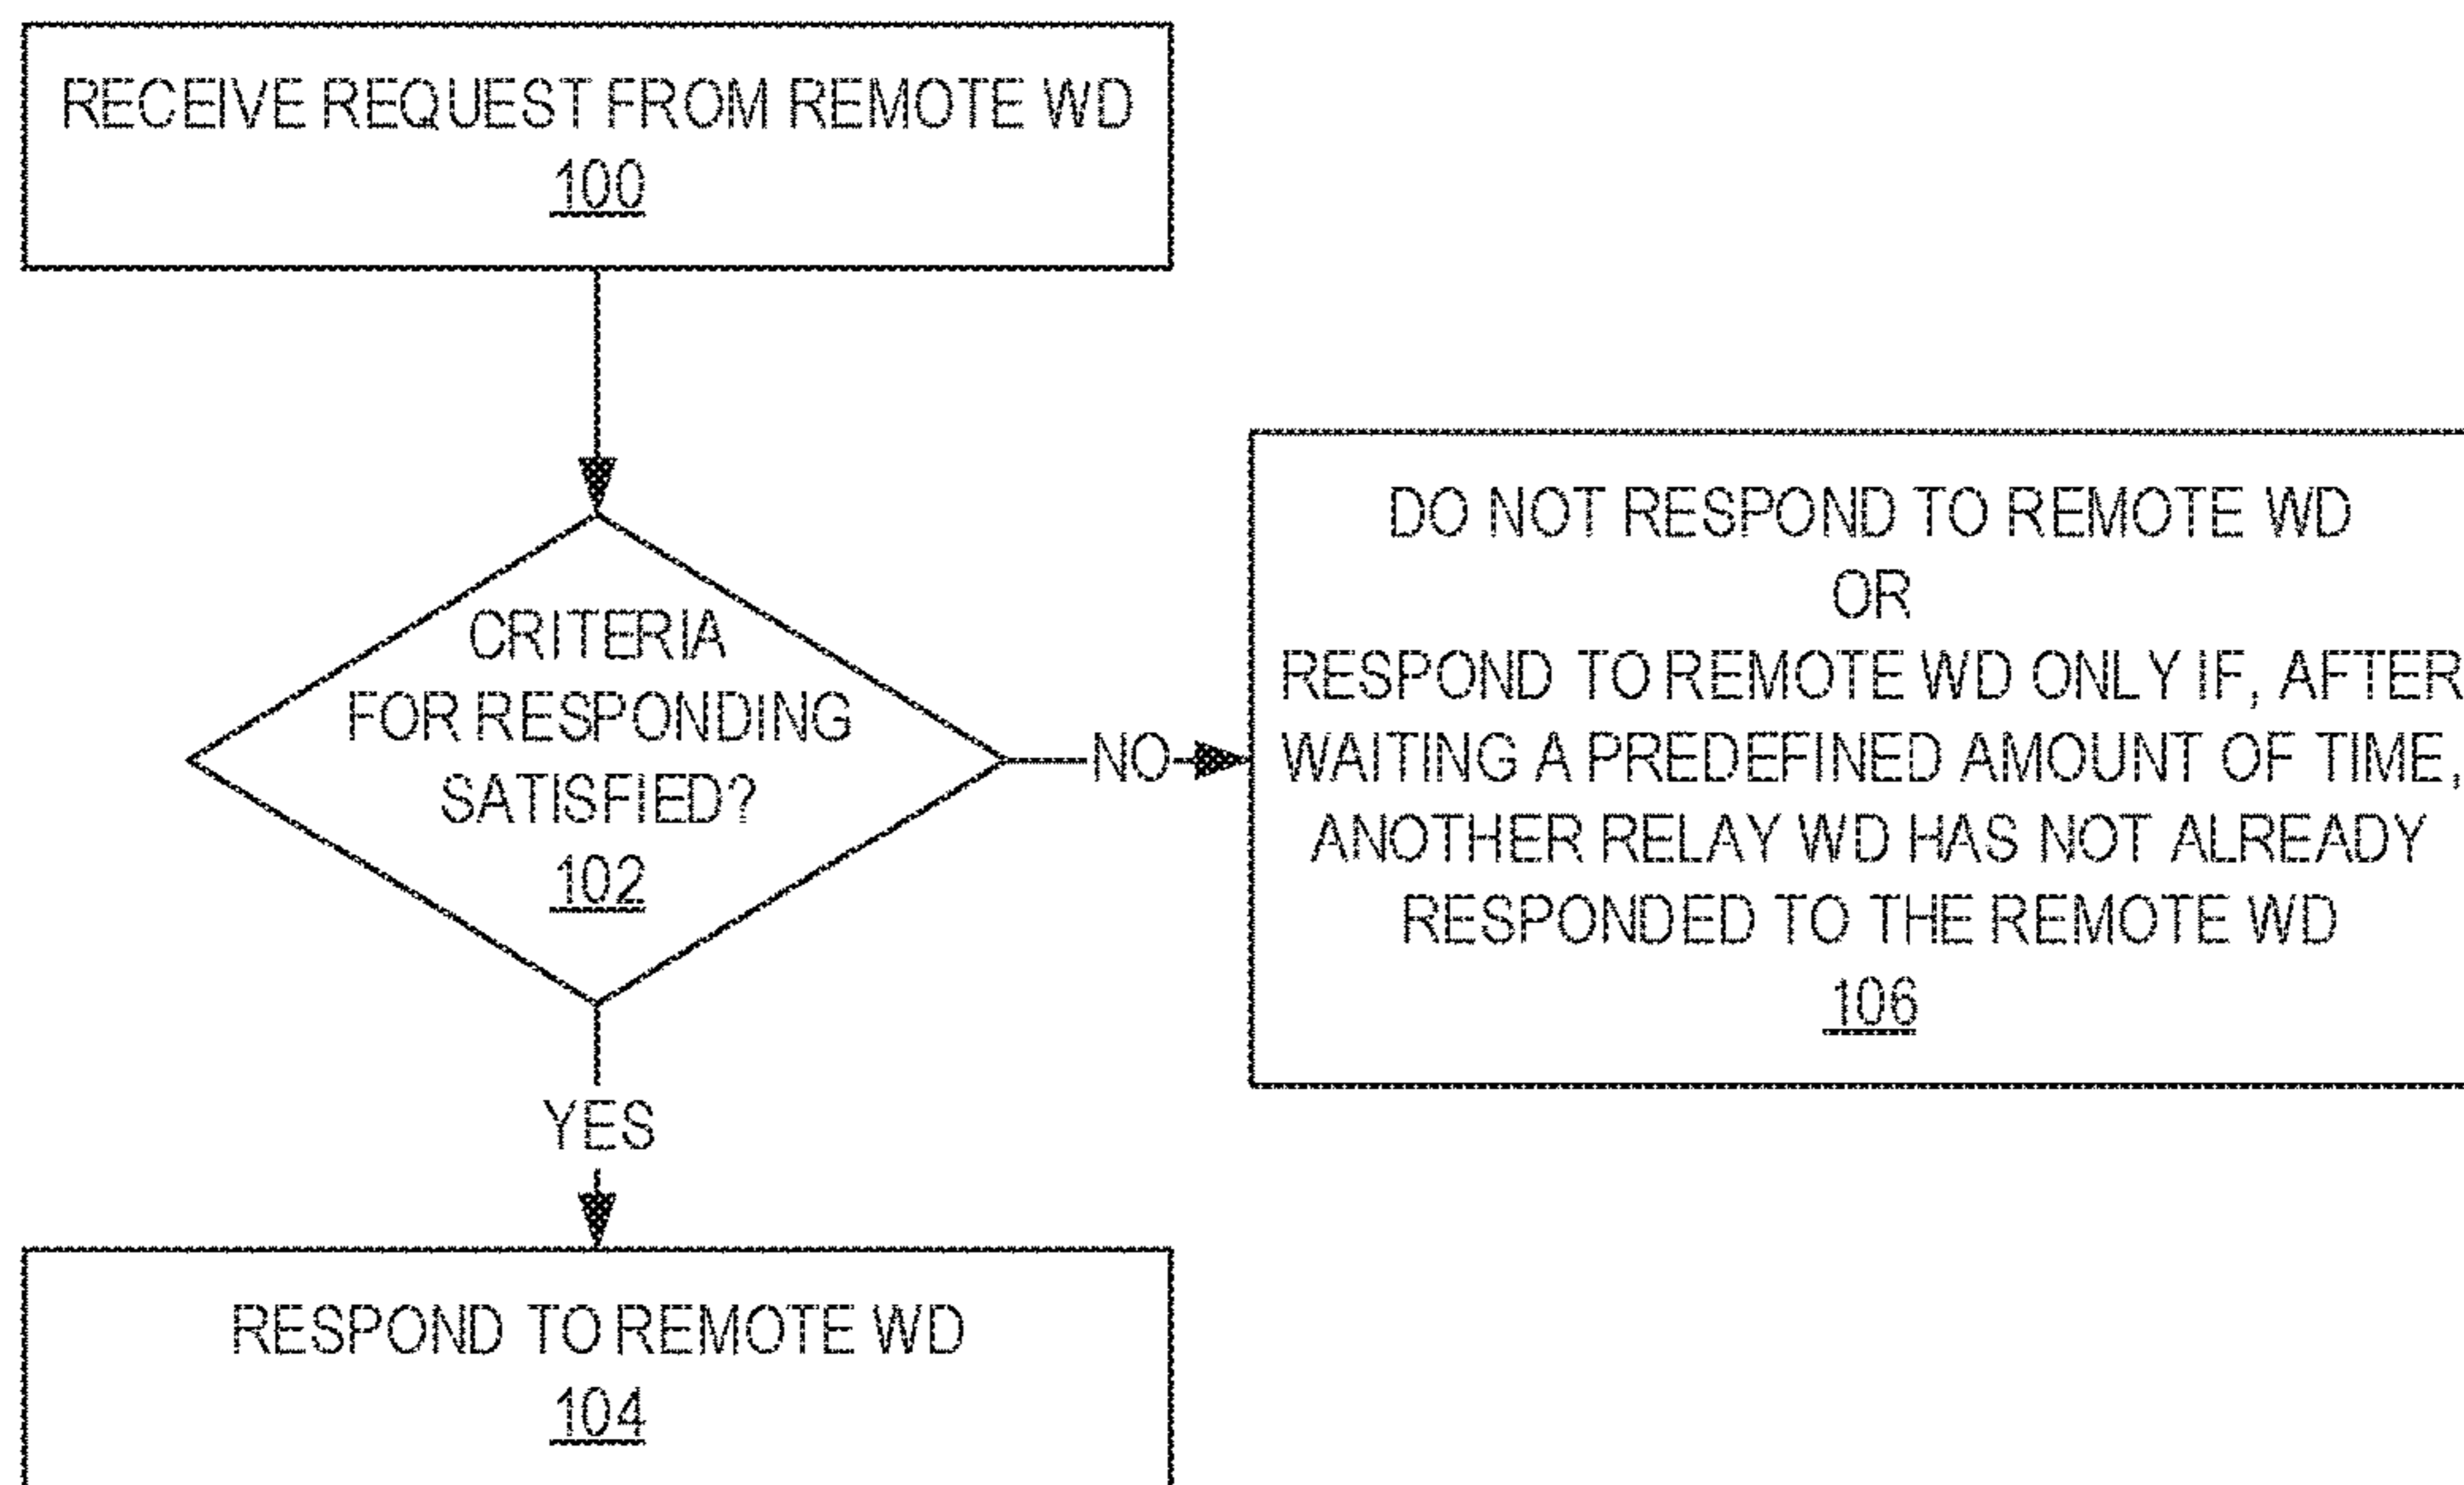 RECEIVE REQUEST FROM REMOTE WD
100
CRITERIA
FOR RESPONDING
SATISFIED?
102
NO
DO NOT RESPOND TO REMOTE WD
OR
RESPOND TO REMOTE WD ONLY IF, AFTER
WAITING A PREDEFINED AMOUNT OF TIME,
ANOTHER RELAY WD HAS NOT ALREADY
RESPONDED TO THE REMOTE WD
106
YES
RESPOND TO REMOTE WD
104